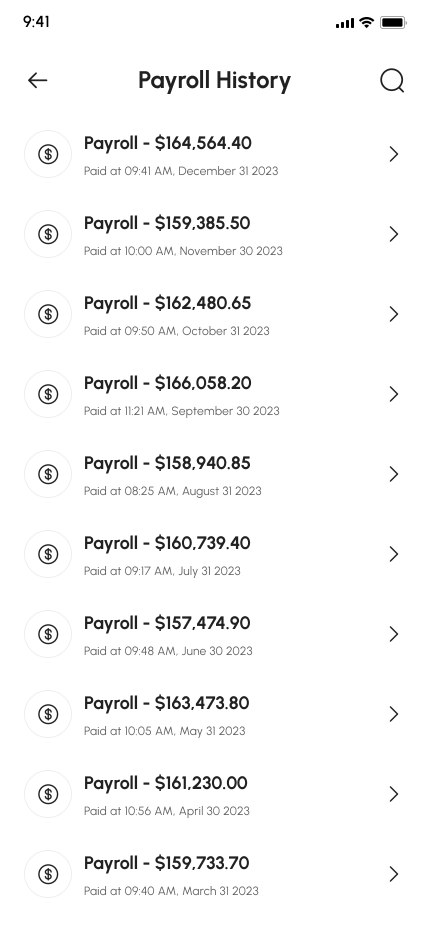 9:41
Payroll History
Payroll - $164,564.40
Paid at 09:41 AM, December 31 2023
Payroll - $159,385.50
Paid at 10:00 AM, November 30 2023
Payroll - $162,480.65
Paid at 09:50 AM, October 31 2023
Payroll - $166,058.20
Paid at 11:21 AM, September 30 2023
Payroll - $158,940.85
Paid at 08:25 AM, August 31 2023
Payroll - $160,739.40
Paid at 09:17 AM, July 31 2023
Payroll - $157,474.90
Paid at 09:48 AM, June 30 2023
Payroll - $163,473.80
Paid at 10:05 AM, May 31 2023
Payroll - $161,230.00
Paid at 10:56 AM, April 30 2023
Payroll - $159,733.70
Paid at 09:40 AM, March 31 2023